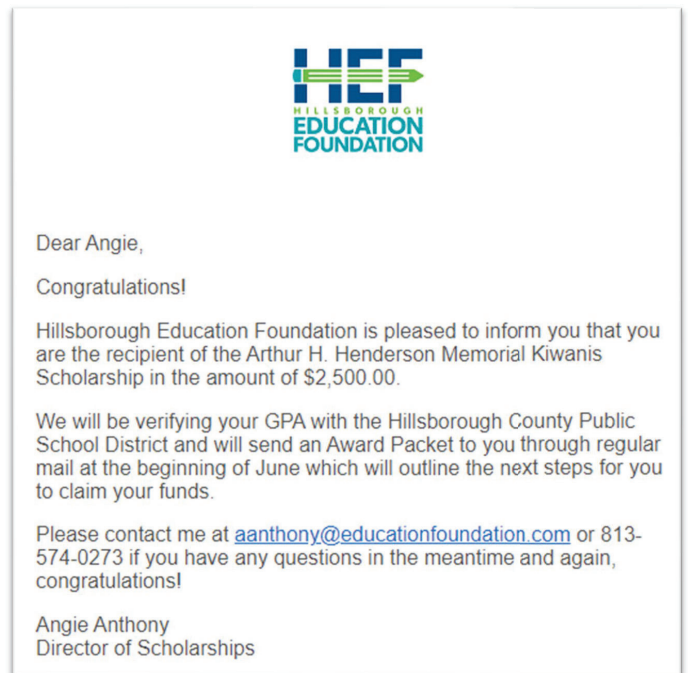 HEF
HILLSBOROUGH
EDUCATION
FOUNDATION
Dear Angie,
Congratulations!
Hillsborough Education Foundation is pleased to inform you that you
are the recipient of the Arthur H. Henderson Memorial Kiwanis
Scholarship in the amount of $2,500.00.
We will be verifying your GPA with the Hillsborough County Public
School District and will send an Award Packet to you through regular
mail at the beginning of June which will outline the next steps for you
to claim your funds.
Please contact me at aanthony@educationfoundation.com or 813-
574-0273 if you have any questions in the meantime and again,
congratulations!
Angie Anthony
Director of Scholarships